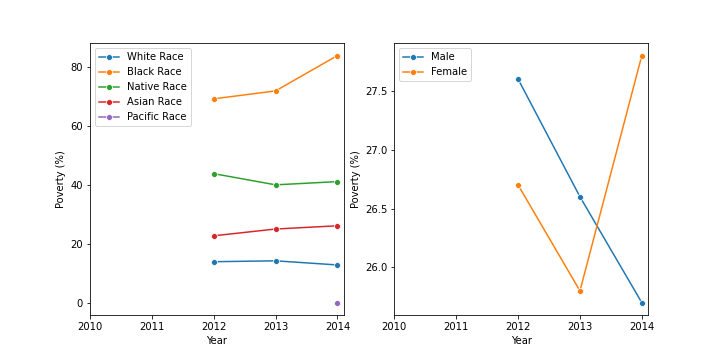 White Race
Black Race
Native Race
Asian Race
Pacific Race
80
60
40
20
0
Poverty (%)
2010 2011 2012 2013 2014
Year
Male
Female
27.5
27.0
26.5
26.0
Poverty (%)
2010 2011 2012 2013 2014
Year